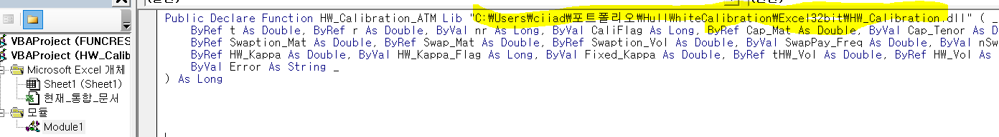 (일반)
(선언)
VBAProject (FUNCRES
VBAProject (HW_Calib
Microsoft Excel 개체
Sheet1 (Sheet1)
현재_통합_문서
모듈
Module1
Public Declare Function HW_Calibration_ATM Lib "C:\Users\ciiad\포트폴리오\HullWhiteCalibration\Excel32bit\HW_Calibration.dll" ( _
ByRef t As Double, ByRef r As Double, ByVal nr As Long, ByVal CaliFlag As Long, ByRef Cap_Mat As Double, ByVal Cap_Tenor As D
ByRef Swaption_Mat As Double, ByRef Swap_Mat As Double, ByRef Swaption_Vol As Double, ByVal SwapPay_Freq As Double, ByVal nSw
ByRef HW_Kappa As Double, ByVal HW_Kappa_Flag As Long, ByVal Fixed_Kappa As Double, ByRef tHW_Vol As Double, ByRef HW_Vol As
ByVal Error As String _
) As Long